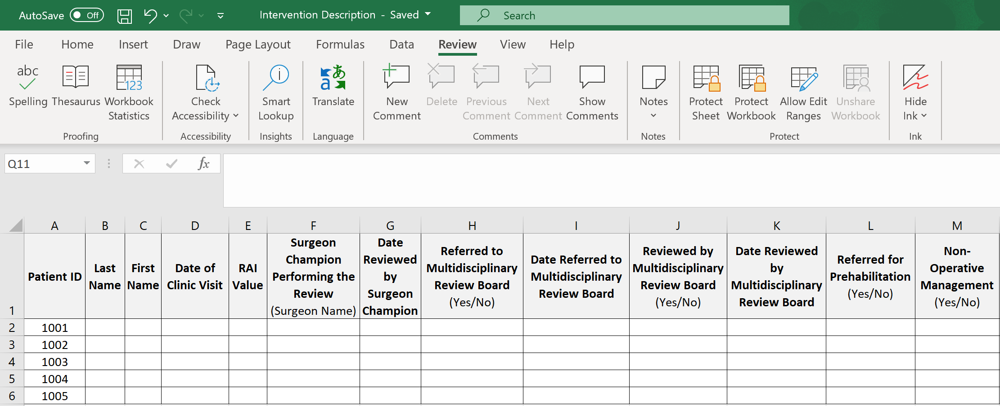 AutoSave Off Intervention Description - Saved Search
File Home Insert Draw Page Layout Formulas Data Review View Help
abc 123 i a あ
Spelling Thesaurus Workbook Statistics Check Accessibility Smart Lookup Translate New Comment Delete Previous Comment Next Comment Show Comments Notes Protect Sheet Protect Workbook Allow Edit Ranges Unshare Workbook Hide Ink
Proofing Accessibility Insights Language Comments Notes Protect Ink
Q11 fx
A B C D E F G H I J K L M
1 Patient ID
Last Name
First Name
Date of Clinic Visit
RAI Value
Surgeon Champion Performing the Review (Surgeon Name)
Date Reviewed by Surgeon Champion
Referred to Multidisciplinary Review Board (Yes/No)
Date Referred to Multidisciplinary Review Board
Reviewed by Multidisciplinary Review Board (Yes/No)
Date Reviewed by Multidisciplinary Review Board
Referred for Prehabilitation (Yes/No)
Non-Operative Management (Yes/No)
2 1001
3 1002
4 1003
5 1004
6 1005